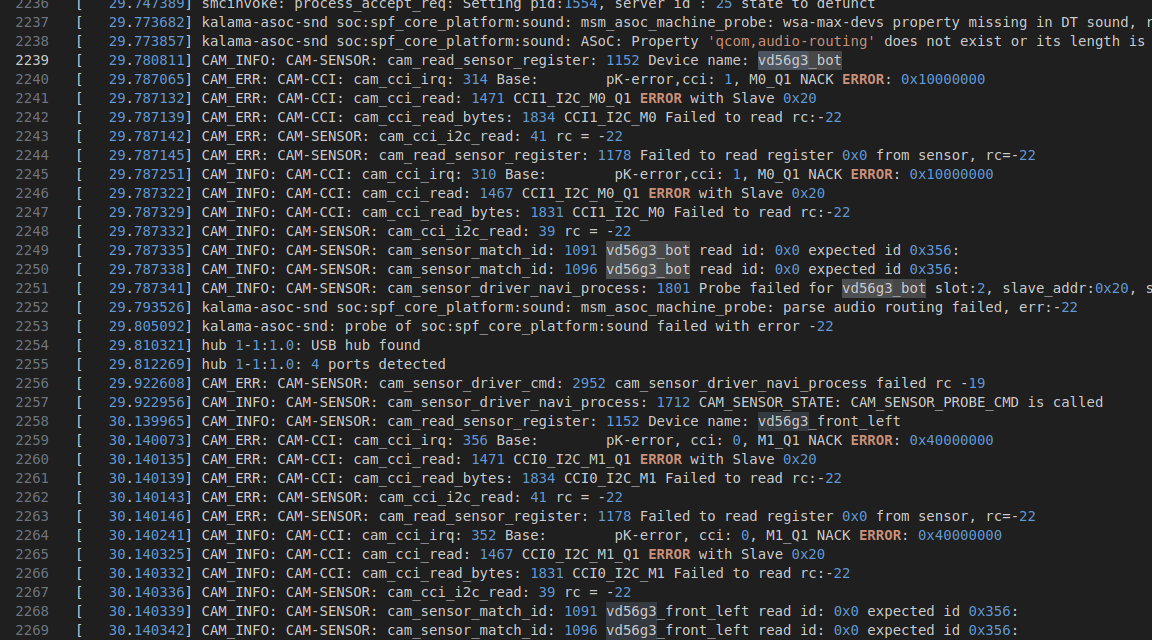 2236 [ 29.747389] smcinvoke: process_accept_req: Setting pid:1554, server id : 25 state to defunct
2237 [ 29.773682] kalama-asoc-snd soc:spf_core_platform:sound: msm_asoc_machine_probe: wsa-max-devs property missing in DT sound, r
2238 [ 29.773857] kalama-asoc-snd soc:spf_core_platform:sound: ASoC: Property 'qcom,audio-routing' does not exist or its length is
2239 [ 29.780811] CAM_INFO: CAM-SENSOR: cam_read_sensor_register: 1152 Device name: vd56g3_bot
2240 [ 29.787065] CAM_ERR: CAM-CCI: cam_cci_irq: 314 Base: pK-error,cci: 1, M0_Q1 NACK ERROR: 0x10000000
2241 [ 29.787132] CAM_ERR: CAM-CCI: cam_cci_read: 1471 CCI1_I2C_M0_Q1 ERROR with Slave 0x20
2242 [ 29.787139] CAM_ERR: CAM-CCI: cam_cci_read_bytes: 1834 CCI1_I2C_M0 Failed to read rc:-22
2243 [ 29.787142] CAM_ERR: CAM-SENSOR: cam_cci_i2c_read: 41 rc = -22
2244 [ 29.787145] CAM_ERR: CAM-SENSOR: cam_read_sensor_register: 1178 Failed to read register 0x0 from sensor, rc=-22
2245 [ 29.787251] CAM_INFO: CAM-CCI: cam_cci_irq: 310 Base: pK-error,cci: 1, M0_Q1 NACK ERROR: 0x10000000
2246 [ 29.787322] CAM_INFO: CAM-CCI: cam_cci_read: 1467 CCI1_I2C_M0_Q1 ERROR with Slave 0x20
2247 [ 29.787329] CAM_INFO: CAM-CCI: cam_cci_read_bytes: 1831 CCI1_I2C_M0 Failed to read rc:-22
2248 [ 29.787332] CAM_INFO: CAM-SENSOR: cam_cci_i2c_read: 39 rc = -22
2249 [ 29.787335] CAM_INFO: CAM-SENSOR: cam_sensor_match_id: 1091 vd56g3_bot read id: 0x0 expected id 0x356:
2250 [ 29.787338] CAM_INFO: CAM-SENSOR: cam_sensor_match_id: 1096 vd56g3_bot read id: 0x0 expected id 0x356:
2251 [ 29.787341] CAM_INFO: CAM-SENSOR: cam_sensor_driver_navi_process: 1801 Probe failed for vd56g3_bot slot:2, slave_addr:0x20, s
2252 [ 29.793526] kalama-asoc-snd soc:spf_core_platform:sound: msm_asoc_machine_probe: parse audio routing failed, err:-22
2253 [ 29.805092] kalama-asoc-snd: probe of soc:spf_core_platform:sound failed with error -22
2254 [ 29.810321] hub 1-1:1.0: USB hub found
2255 [ 29.812269] hub 1-1:1.0: 4 ports detected
2256 [ 29.922608] CAM_ERR: CAM-SENSOR: cam_sensor_driver_cmd: 2952 cam_sensor_driver_navi_process failed rc -19
2257 [ 29.922956] CAM_INFO: CAM-SENSOR: cam_sensor_driver_navi_process: 1712 CAM_SENSOR_STATE: CAM_SENSOR_PROBE_CMD is called
2258 [ 30.139965] CAM_INFO: CAM-SENSOR: cam_read_sensor_register: 1152 Device name: vd56g3_front_left
2259 [ 30.140073] CAM_ERR: CAM-CCI: cam_cci_irq: 356 Base: pK-error, cci: 0, M1_Q1 NACK ERROR: 0x40000000
2260 [ 30.140135] CAM_ERR: CAM-CCI: cam_cci_read: 1471 CCI0_I2C_M1_Q1 ERROR with Slave 0x20
2261 [ 30.140139] CAM_ERR: CAM-CCI: cam_cci_read_bytes: 1834 CCI0_I2C_M1 Failed to read rc:-22
2262 [ 30.140143] CAM_ERR: CAM-SENSOR: cam_cci_i2c_read: 41 rc = -22
2263 [ 30.140146] CAM_ERR: CAM-SENSOR: cam_read_sensor_register: 1178 Failed to read register 0x0 from sensor, rc=-22
2264 [ 30.140241] CAM_INFO: CAM-CCI: cam_cci_irq: 352 Base: pK-error, cci: 0, M1_Q1 NACK ERROR: 0x40000000
2265 [ 30.140325] CAM_INFO: CAM-CCI: cam_cci_read: 1467 CCI0_I2C_M1_Q1 ERROR with Slave 0x20
2266 [ 30.140332] CAM_INFO: CAM-CCI: cam_cci_read_bytes: 1831 CCI0_I2C_M1 Failed to read rc:-22
2267 [ 30.140336] CAM_INFO: CAM-SENSOR: cam_cci_i2c_read: 39 rc = -22
2268 [ 30.140339] CAM_INFO: CAM-SENSOR: cam_sensor_match_id: 1091 vd56g3_front_left read id: 0x0 expected id 0x356:
2269 [ 30.140342] CAM_INFO: CAM-SENSOR: cam_sensor_match_id: 1096 vd56g3_front_left read id: 0x0 expected id 0x356: